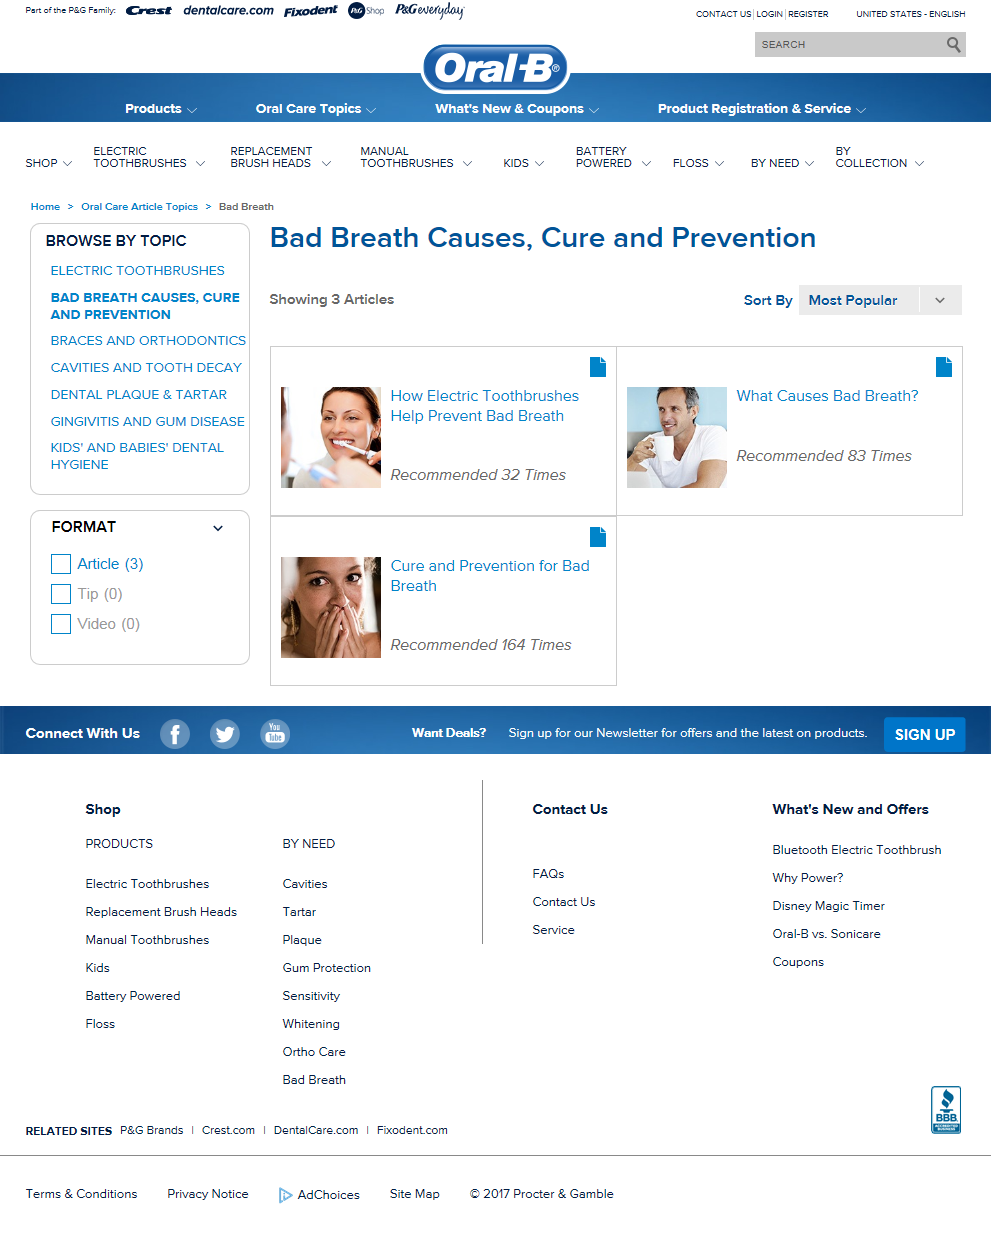 Part of the P&G Family: Crest dentalcare.com Fixodent P&G Shop P&G everyday
CONTACT US | LOGIN | REGISTER UNITED STATES - ENGLISH
SEARCH
Oral-B®
Products Oral Care Topics What's New & Coupons Product Registration & Service
SHOP ELECTRIC TOOTHBRUSHES REPLACEMENT BRUSH HEADS MANUAL TOOTHBRUSHES KIDS BATTERY POWERED FLOSS BY NEED BY COLLECTION
Home > Oral Care Article Topics > Bad Breath
BROWSE BY TOPIC
ELECTRIC TOOTHBRUSHES
BAD BREATH CAUSES, CURE
AND PREVENTION
BRACES AND ORTHODONTICS
CAVITIES AND TOOTH DECAY
DENTAL PLAQUE & TARTAR
GINGIVITIS AND GUM DISEASE
KIDS' AND BABIES' DENTAL
HYGIENE
FORMAT
Article (3)
Tip (0)
Video (0)
Bad Breath Causes, Cure and Prevention
Showing 3 Articles
Sort By Most Popular
How Electric Toothbrushes
Help Prevent Bad Breath
Recommended 32 Times
What Causes Bad Breath?
Recommended 83 Times
Cure and Prevention for Bad
Breath
Recommended 164 Times
Connect With Us You Tube Want Deals? Sign up for our Newsletter for offers and the latest on products. SIGN UP
Shop
PRODUCTS
Electric Toothbrushes
Replacement Brush Heads
Manual Toothbrushes
Kids
Battery Powered
Floss
BY NEED
Cavities
Tartar
Plaque
Gum Protection
Sensitivity
Whitening
Ortho Care
Bad Breath
Contact Us
FAQs
Contact Us
Service
What's New and Offers
Bluetooth Electric Toothbrush
Why Power?
Disney Magic Timer
Oral-B vs. Sonicare
Coupons
BBB.
ACCREDITED
BUSINESS
RELATED SITES P&G Brands | Crest.com | DentalCare.com | Fixodent.com
Terms & Conditions Privacy Notice AdChoices Site Map © 2017 Procter & Gamble